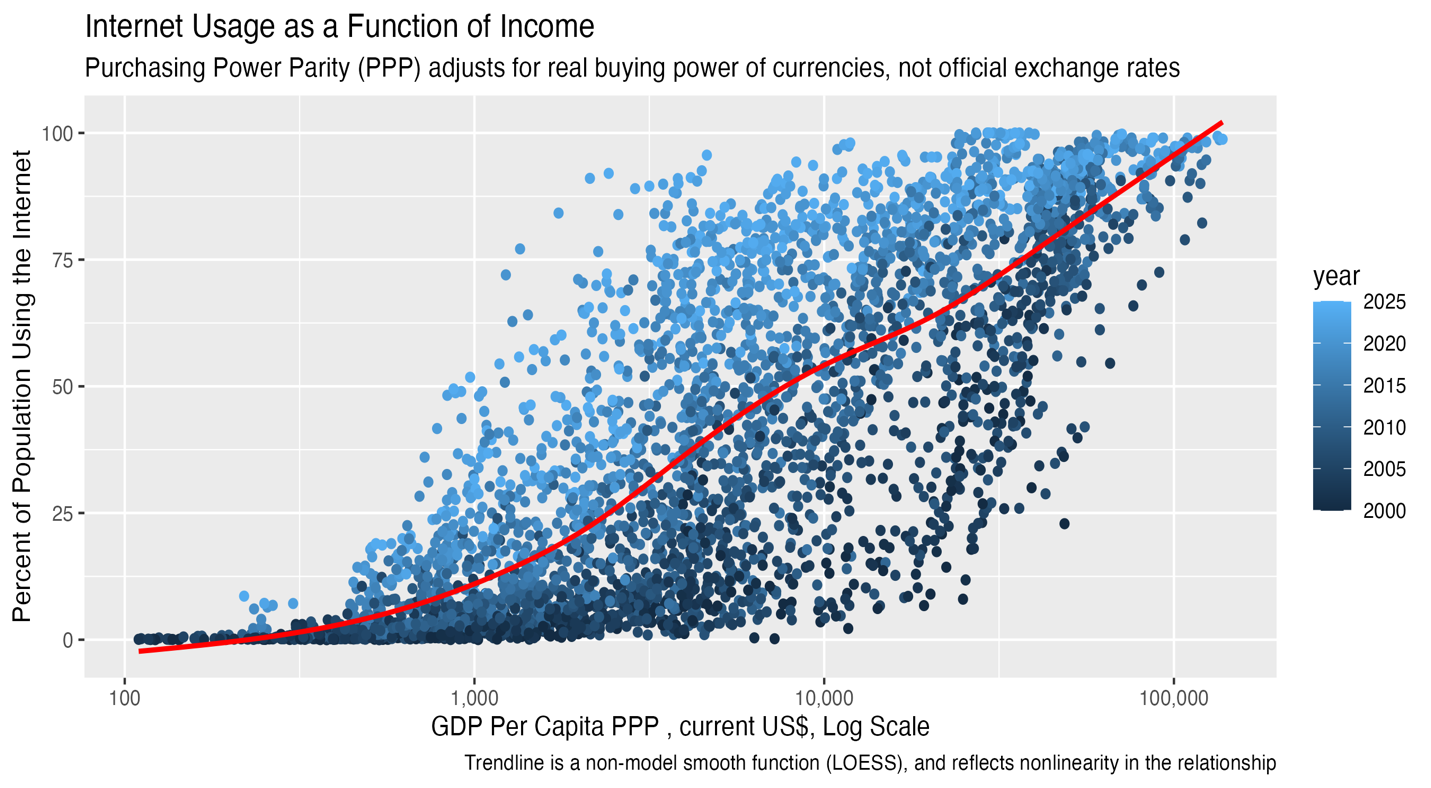 Internet Usage as a Function of Income
Purchasing Power Parity (PPP) adjusts for real buying power of currencies, not official exchange rates
Percent of Population Using the Internet
100
75
50
25
0
100
1,000
10,000
100,000
GDP Per Capita PPP , current US$, Log Scale
Trendline is a non-model smooth function (LOESS), and reflects nonlinearity in the relationship
year
2025
2020
2015
2010
2005
2000